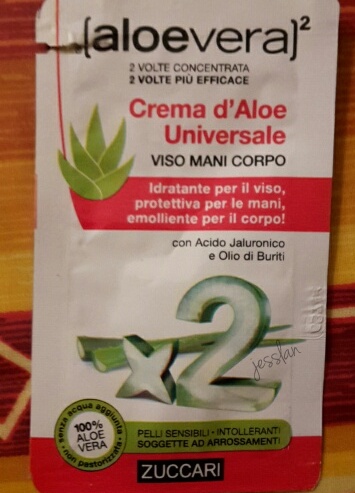 [aloevera]²
2 VOLTE CONCENTRATA
2 VOLTE PIÙ EFFICACE
Crema d'Aloe
Universale
VISO MANI CORPO
Idratante per il viso,
protettiva per le mani,
emolliente per il corpo!
con Acido Jaluronico
e Olio di Buriti
x2
jesslan
senza acqua aggiunta
100%
ALOE
VERA
non pastorizzata
PELLI SENSIBILI • INTOLLERANTI
SOGGETTE AD ARROSSAMENTI
ZUCCARI